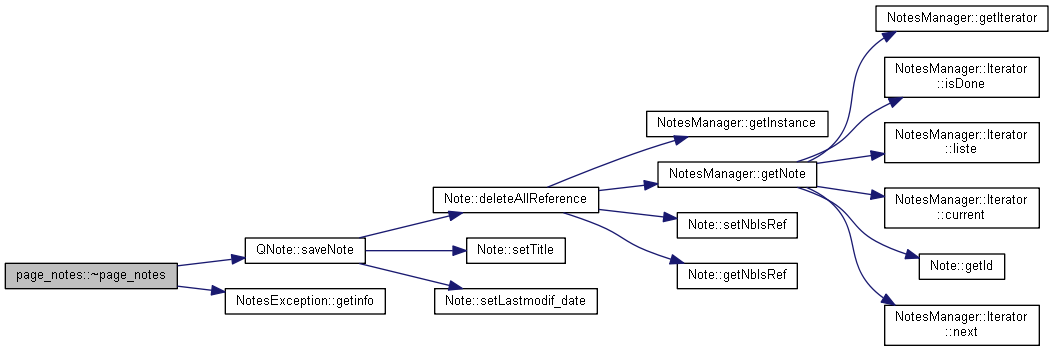 page_notes::~page_notes
QNote::saveNote
NotesException::getinfo
Note::deleteAllReference
Note::setTitle
Note::setLastmodif_date
NotesManager::getInstance
NotesManager::getNote
Note::setNbIsRef
Note::getNbIsRef
NotesManager::getIterator
NotesManager::Iterator
::isDone
NotesManager::Iterator
::liste
NotesManager::Iterator
::current
Note::getId
NotesManager::Iterator
::next